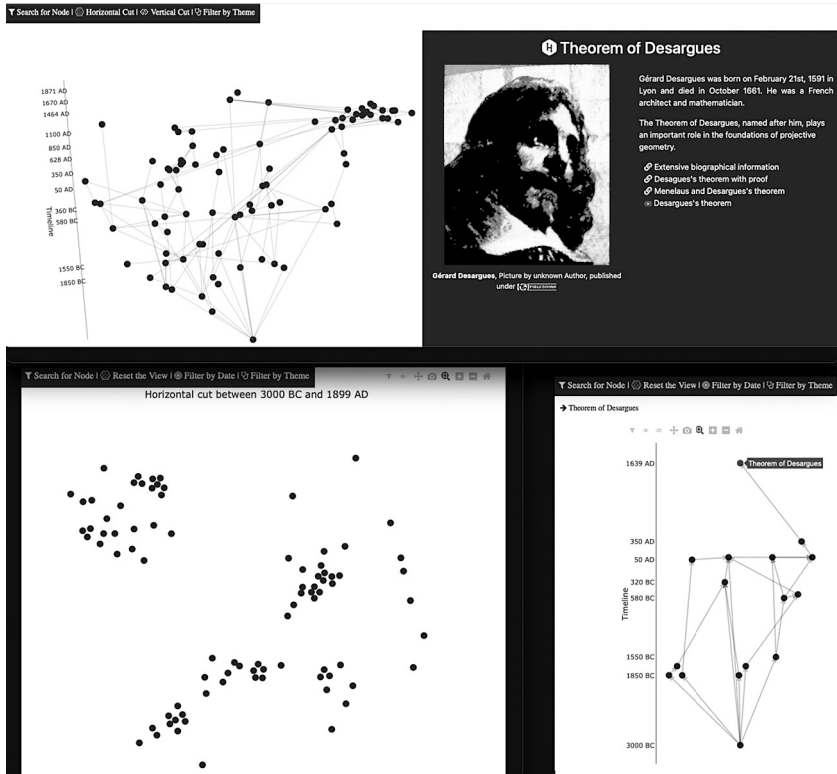 Search for Node | Horizontal Cut | Vertical Cut | Filter by Theme
1871 AD
1670 AD
1464 AD
1100 AD
850 AD
628 AD
350 AD
50 AD
360 BC
580 BC
1550 BC
1850 BC
Timeline
Theorem of Desargues
Gérard Desargues was born on February 21st, 1591 in
Lyon and died in October 1661. He was a French
architect and mathematician.
The Theorem of Desargues, named after him, plays
an important role in the foundations of projective
geometry.
Extensive biographical information
Desagues's theorem with proof
Menelaus and Desargues's theorem
Desargues's theorem
Gérard Desargues, Picture by unknown Author, published
under
Search for Node | Reset the View | Filter by Date | Filter by Theme
Horizontal cut between 3000 BC and 1899 AD
Search for Node | Reset the View | Filter by Date | Filter by Theme
Theorem of Desargues
1639 AD
Theorem of Desargues
350 AD
50 AD
320 BC
580 BC
Timeline
1550 BC
1850 BC
3000 BC